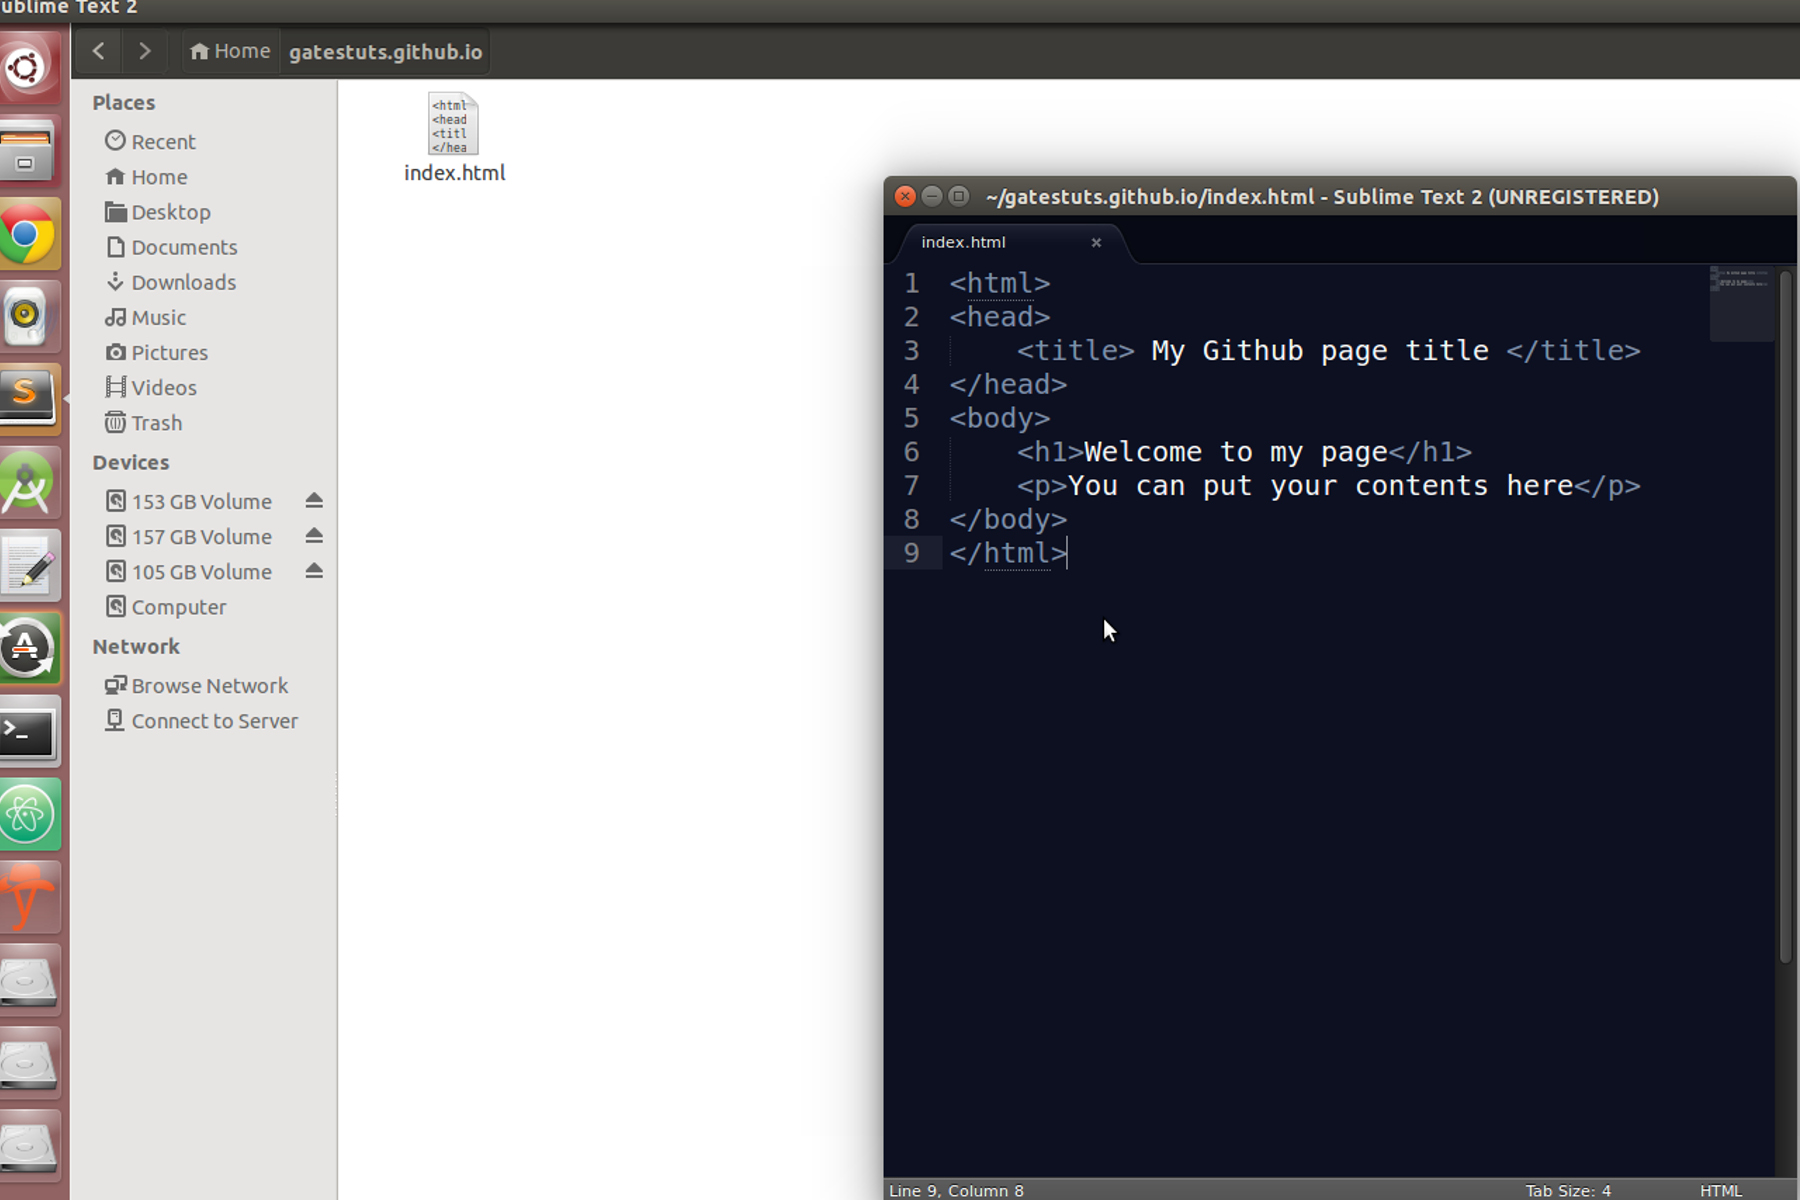 ublime Text 2
Home
gatestuts.github.io
Places
Recent
Home
Desktop
Documents
Downloads
Music
Pictures
Videos
Trash
Devices
153 GB Volume
157 GB Volume
105 GB Volume
Computer
Network
Browse Network
Connect to Server
<html
<head
<titl
</hea
index.html
~/gatestuts.github.io/index.html - Sublime Text 2 (UNREGISTERED)
index.html
1 <html>
2 <head>
3     <title> My Github page title </title>
4 </head>
5 <body>
6     <h1>Welcome to my page</h1>
7     <p>You can put your contents here</p>
8 </body>
9 </html>
Line 9, Column 8
Tab Size: 4
HTML